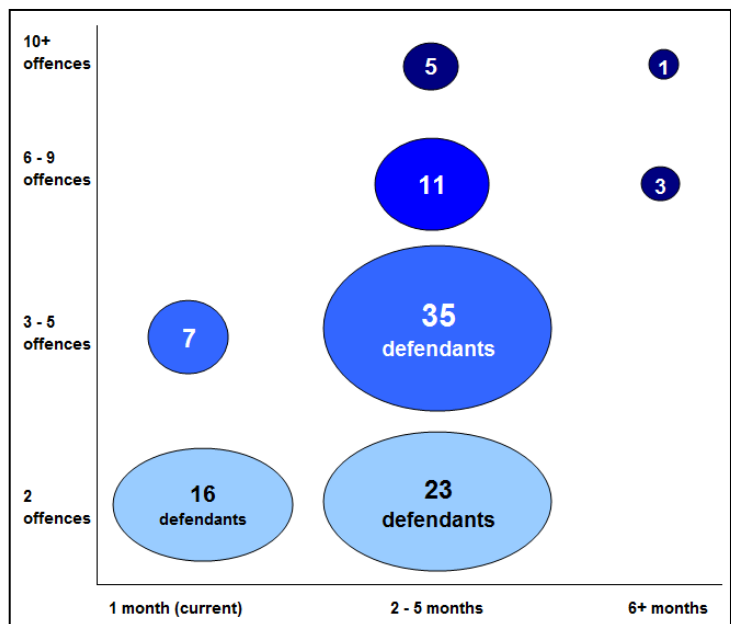 10+
offences
5
1
6 - 9
offences
11
3
3 - 5
offences
7
35
defendants
2
offences
16
defendants
23
defendants
1 month (current)
2 - 5 months
6+ months